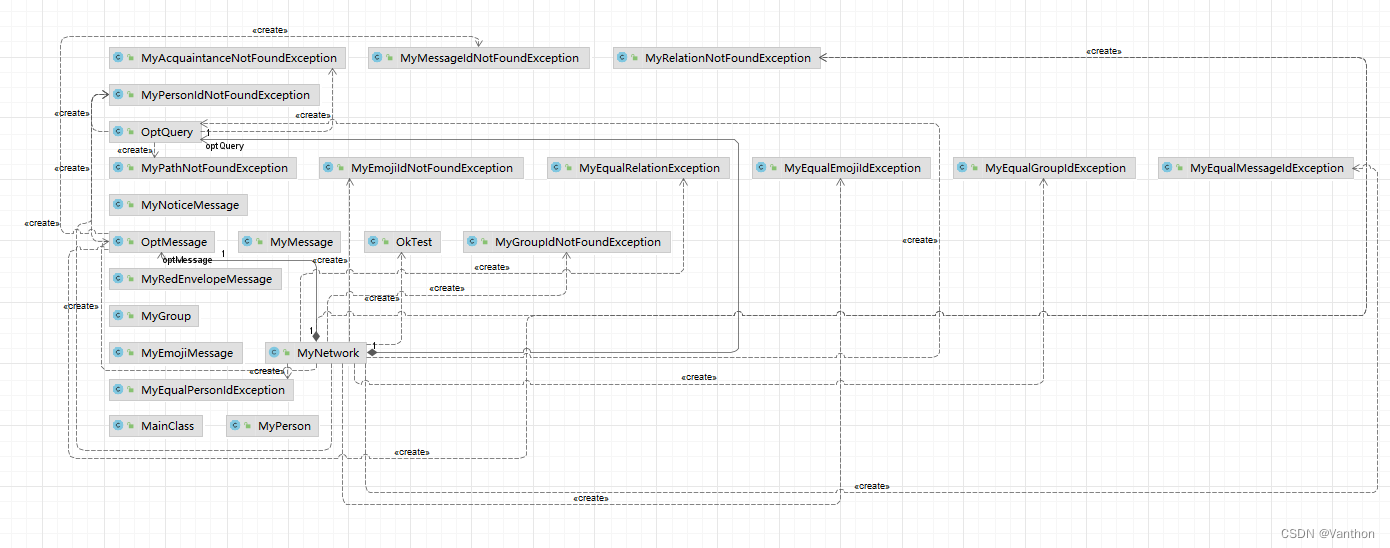 «create»
«create»
MyAcquaintanceNotFoundException
MyMessageIdNotFoundException
MyRelationNotFoundException
MyPersonIdNotFoundException
«create»
«create»
OptQuery
1
optQuery
«create»
«create»
MyPathNotFoundException
MyEmojiIdNotFoundException
MyEqualRelationException
MyEqualEmojiIdException
MyEqualGroupIdException
MyEqualMessageIdException
MyNoticeMessage
«create»
OptMessage
MyMessage
OkTest
MyGroupIdNotFoundException
«create»
1
optMessage
«create»
«create»
MyRedEnvelopeMessage
«create»
«create»
«create»
MyGroup
1
1
MyEmojiMessage
MyNetwork
«create»
«create»
MyEqualPersonIdException
MainClass
MyPerson
«create»
«create»
«create»
CSDN @Vanthon